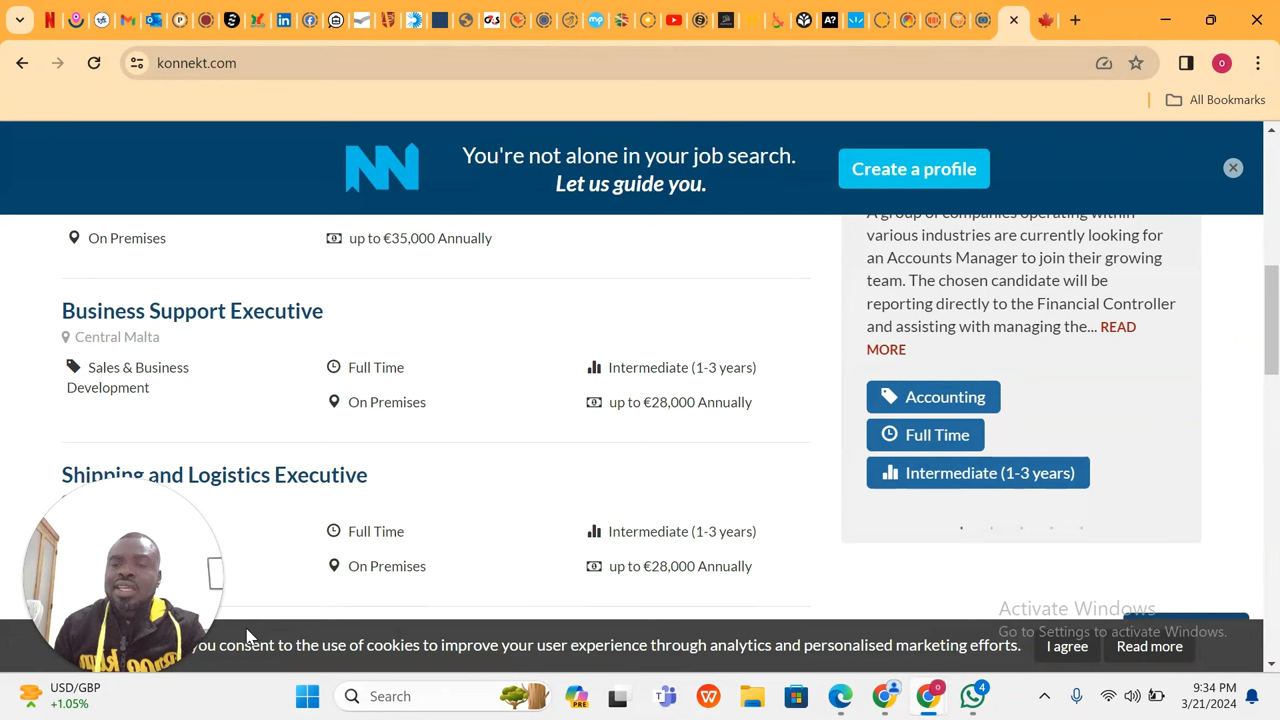 konnekt.com
All Bookmarks
You're not alone in your job search.
Let us guide you.
Create a profile
On Premises
up to €35,000 Annually
A group of companies operating within
various industries are currently looking for
an Accounts Manager to join their growing
team. The chosen candidate will be
reporting directly to the Financial Controller
and assisting with managing the... READ
MORE
Business Support Executive
Central Malta
Sales & Business
Development
Full Time
Intermediate (1-3 years)
On Premises
up to €28,000 Annually
Accounting
Full Time
Intermediate (1-3 years)
Shipping and Logistics Executive
Full Time
Intermediate (1-3 years)
On Premises
up to €28,000 Annually
Activate Windows
Go to Settings to activate Windows.
you consent to the use of cookies to improve your user experience through analytics and personalised marketing efforts.
I agree
Read more
USD/GBP
+1.05%
Search
PRE
0
4
9:34 PM
3/21/2024